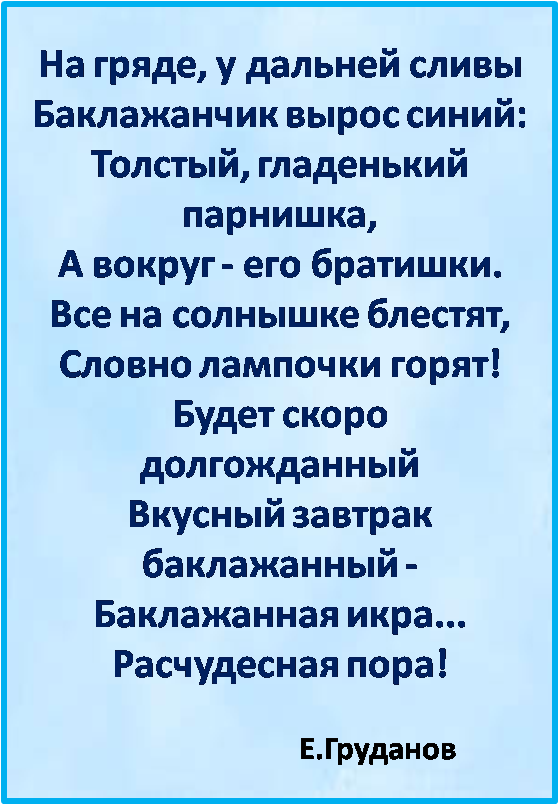 На гряде, у дальней сливы
Баклажанчик вырос синий:
Толстый, гладенький
парнишка,
А вокруг - его братишки.
Все на солнышке блестят,
Словно лампочки горят!
Будет скоро
долгожданный
Вкусный завтрак
баклажанный -
Баклажанная икра...
Расчудесная пора!
Е.Груданов